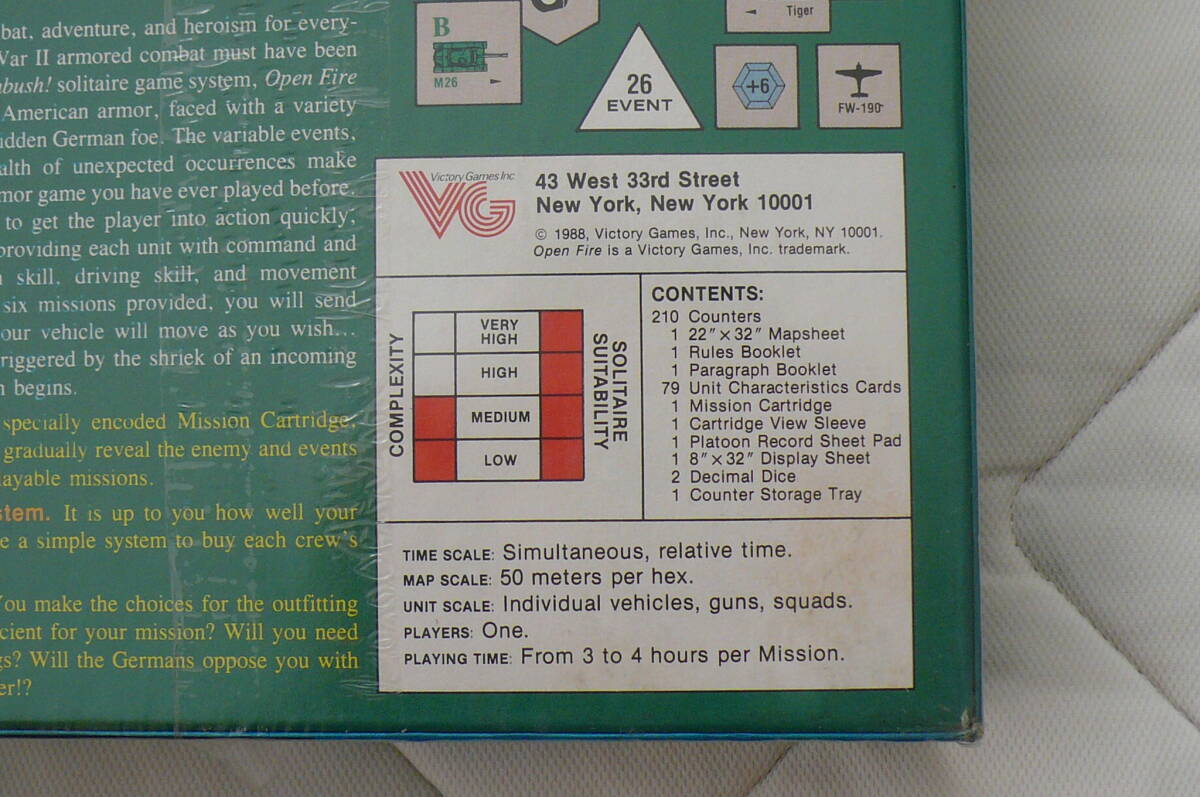 bat, adventure, and heroism for every-
War II armored combat must have been
bush! solitaire game system, Open Fire
American armor, faced with a variety
idden German foe. The variable events,
alth of unexpected occurrences make
mor game you have ever played before.
to get the player into action quickly;
providing each unit with command and
skill, driving skill, and movement
six missions provided, you will send
our vehicle will move as you wish...
riggered by the shriek of an incoming
n begins.
specially encoded Mission Cartridge,
gradually reveal the enemy and events
ayable missions.
stem. It is up to you how well your
e a simple system to buy each crew's
You make the choices for the outfitting
cient for your mission? Will you need
gs? Will the Germans oppose you with
er!?
B
M26
Tiger
26
EVENT
+6
FW-190
Victory Games Inc
VG
43 West 33rd Street
New York, New York 10001
© 1988, Victory Games, Inc., New York, NY 10001.
Open Fire is a Victory Games, Inc. trademark.
COMPLEXITY
VERY
HIGH
HIGH
MEDIUM
LOW
SOLITAIRE
SUITABILITY
CONTENTS:
210 Counters
1 22″×32″ Mapsheet
1 Rules Booklet
1 Paragraph Booklet
79 Unit Characteristics Cards
1 Mission Cartridge
1 Cartridge View Sleeve
1 Platoon Record Sheet Pad
1 8″×32″ Display Sheet
2 Decimal Dice
1 Counter Storage Tray
TIME SCALE: Simultaneous, relative time.
MAP SCALE: 50 meters per hex.
UNIT SCALE: Individual vehicles, guns, squads.
PLAYERS: One.
PLAYING TIME: From 3 to 4 hours per Mission.